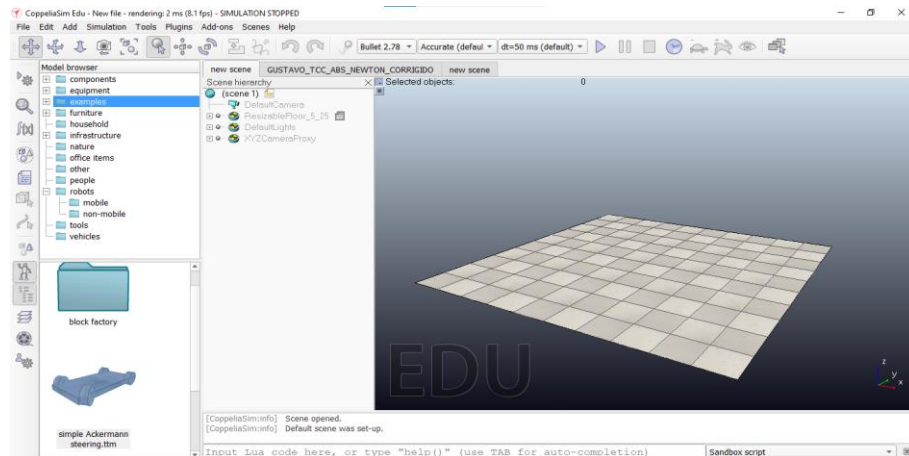 CoppeliaSim Edu - New file - rendering: 2 ms (8.1 fps) - SIMULATION STOPPED
File Edit Add Simulation Tools Plugins Add-ons Scenes Help
Bullet 2.78 Accurate (defaul dt=50 ms (default)
Model browser
components
equipment
examples
furniture
household
infrastructure
nature
office items
other
people
robots
mobile
non-mobile
tools
vehicles
block factory
simple Ackermann
steering.ttm
new scene GUSTAVO_TCC_ABS_NEWTON_CORRIGIDO new scene
Scene hierarchy
(scene 1)
DefaultCamera
ResizableFloor_5_25
DefaultLights
XYZCameraProxy
Selected objects: 0
f(x)
EDU
z
y
x
[CoppeliaSim:info] Scene opened.
[CoppeliaSim:info] Default scene was set-up.
Input Lua code here, or type "help()" (use TAB for auto-completion) Sandbox script